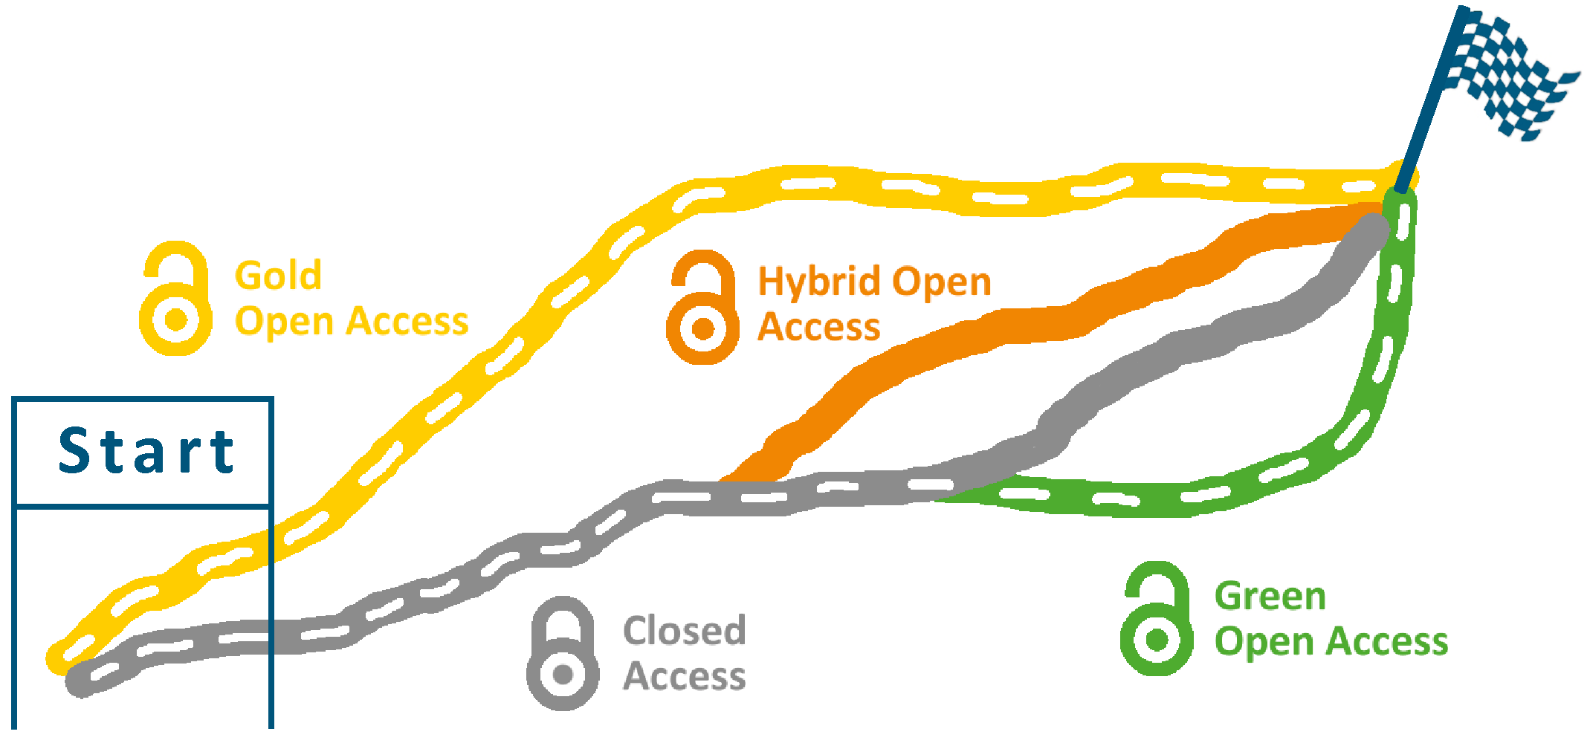 Gold
Open Access
Hybrid Open
Access
Start
Closed
Access
Green
Open Access